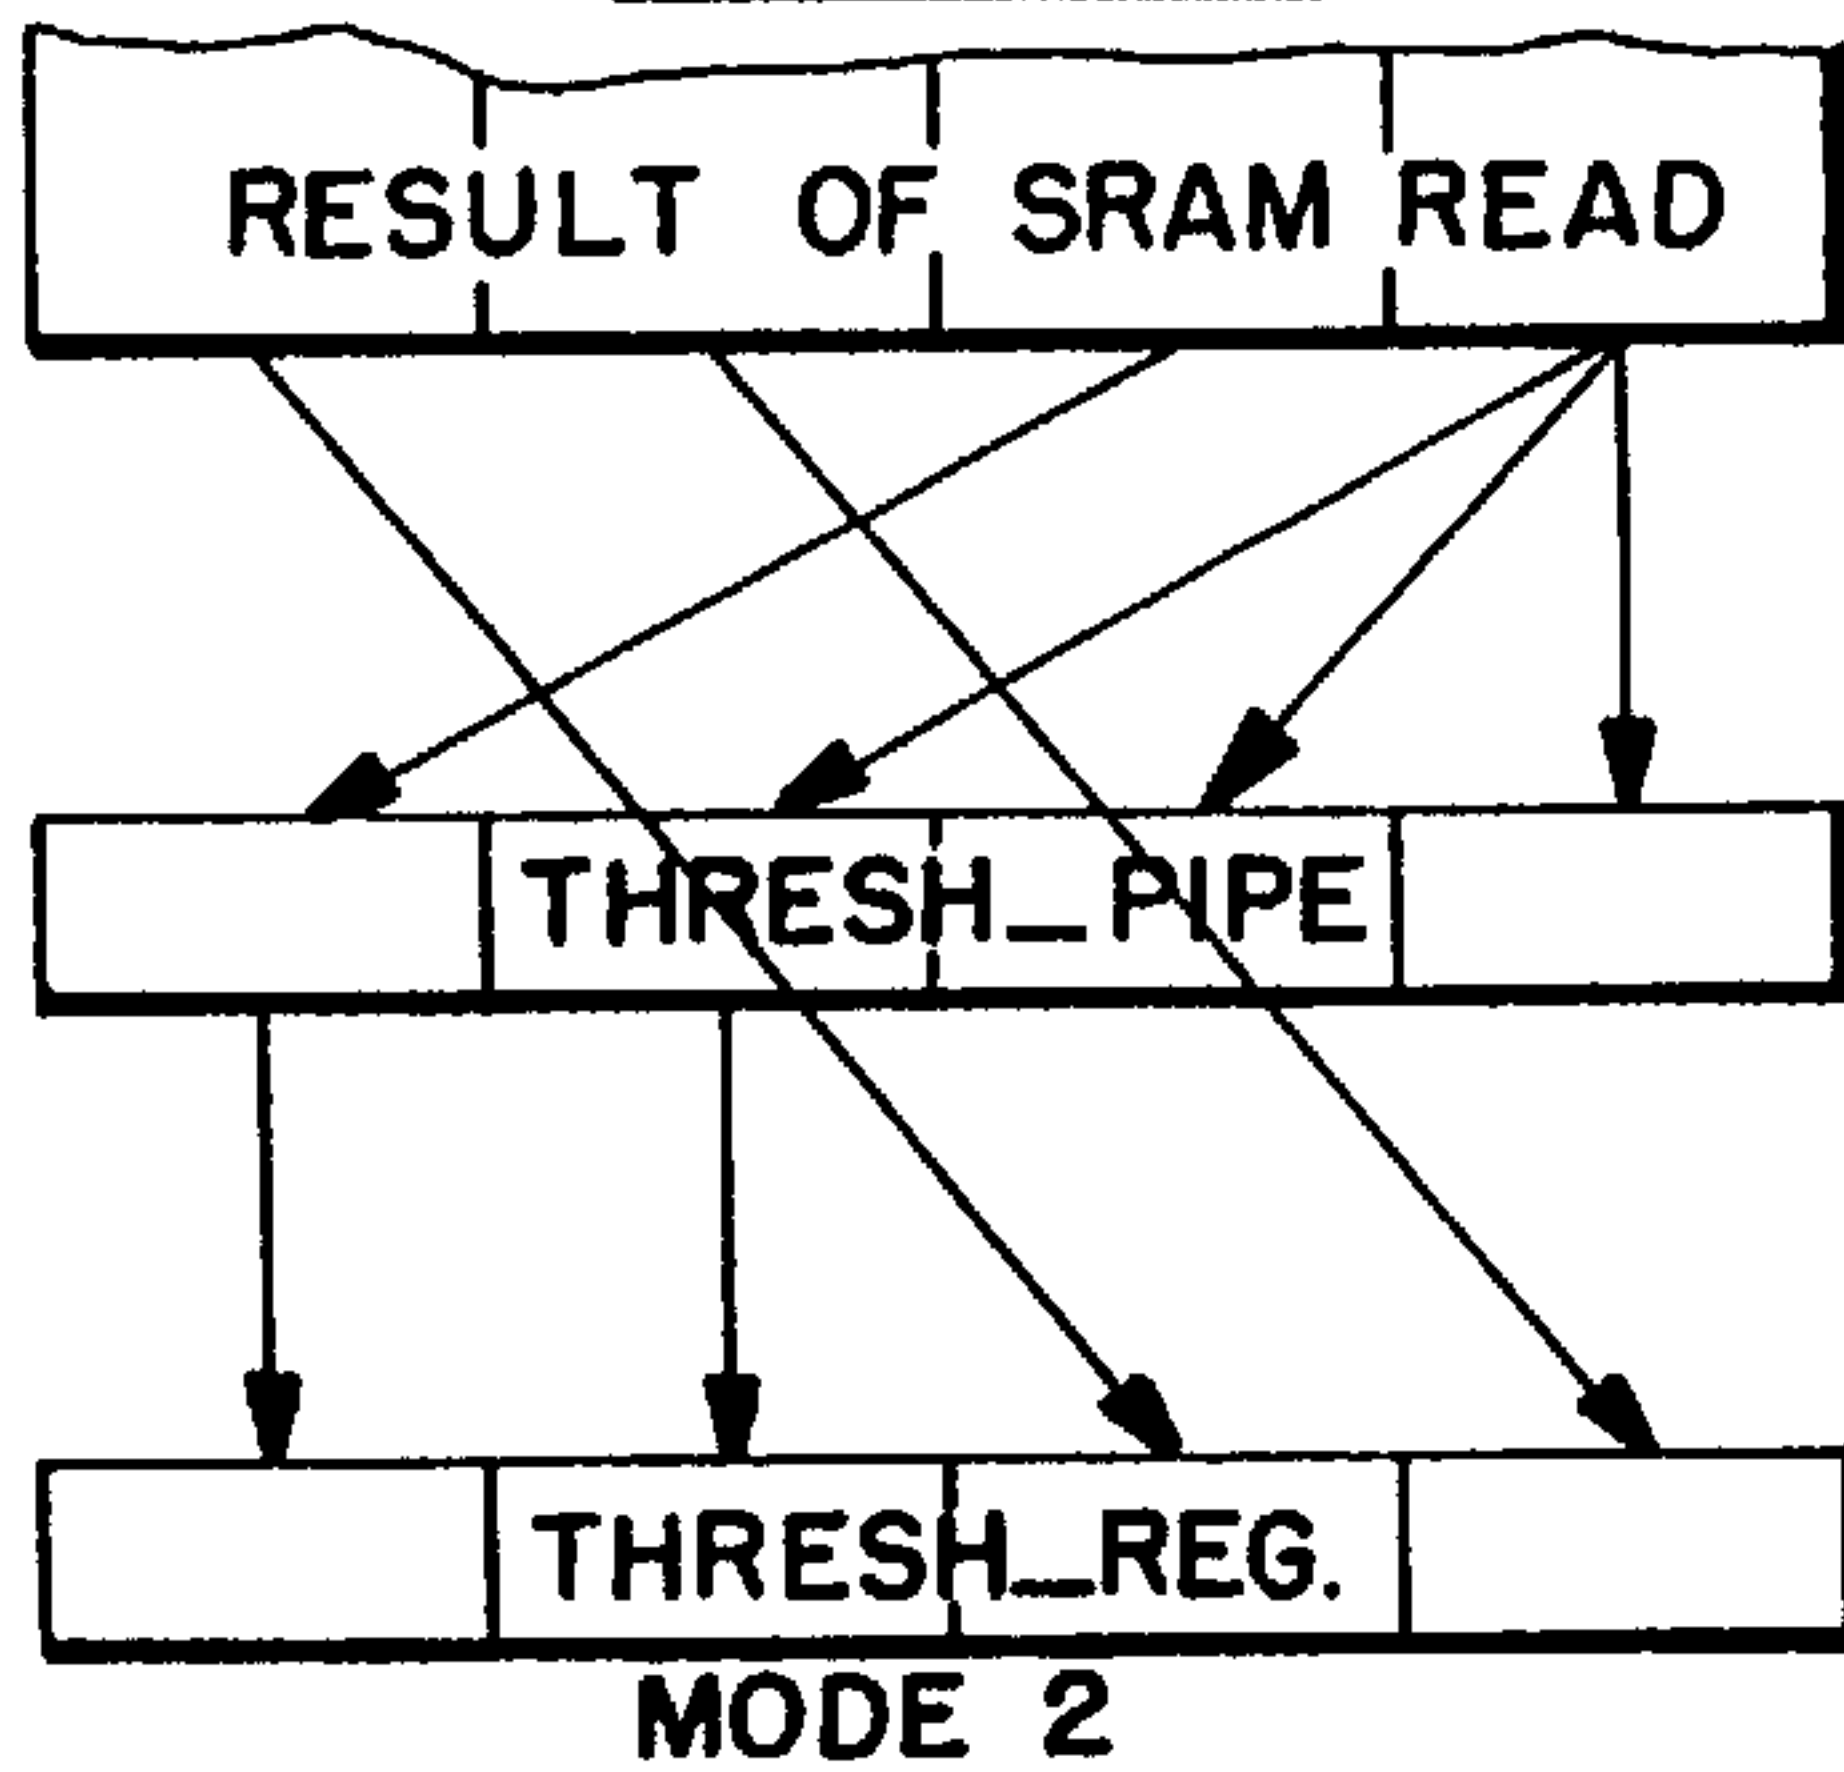 RESULT OF SRAM READ
THRESH_PIPE
THRESH_REG.
MODE 2